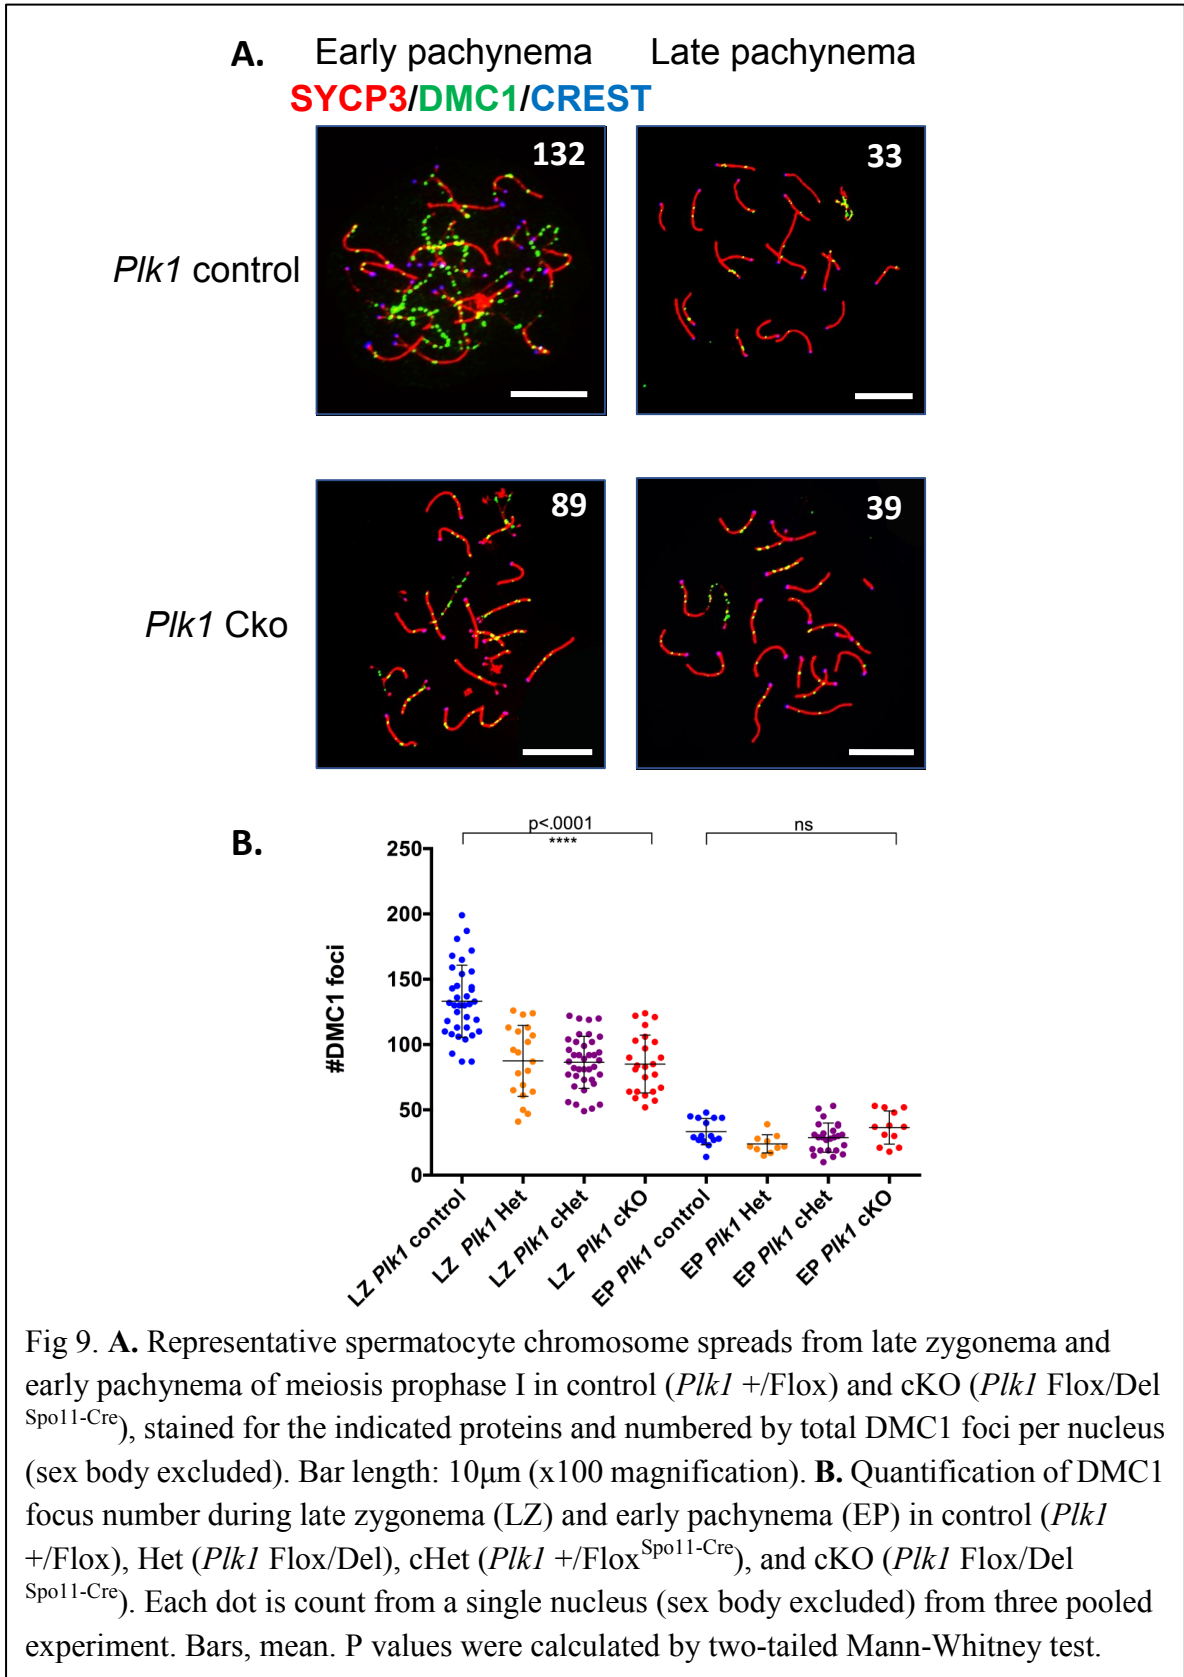 A. Early pachynema Late pachynema
SYCP3/DMC1/CREST
132 33
Plk1 control
89 39
Plk1 Cko
B.
p<.0001 ns
****
250
200
150
100
50
0
#DMC1 foci
LZ Plk1 control
LZ Plk1 Het
LZ Plk1 cHet
LZ Plk1 cKO
EP Plk1 control
EP Plk1 Het
EP Plk1 cHet
EP Plk1 cKO
Fig 9. A. Representative spermatocyte chromosome spreads from late zygonema and
early pachynema of meiosis prophase I in control (Plk1 +/Flox) and cKO (Plk1 Flox/Del
Spo11-Cre), stained for the indicated proteins and numbered by total DMC1 foci per nucleus
(sex body excluded). Bar length: 10μm (x100 magnification). B. Quantification of DMC1
focus number during late zygonema (LZ) and early pachynema (EP) in control (Plk1
+/Flox), Het (Plk1 Flox/Del), cHet (Plk1 +/Flox Spo11-Cre), and cKO (Plk1 Flox/Del
Spo11-Cre). Each dot is count from a single nucleus (sex body excluded) from three pooled
experiment. Bars, mean. P values were calculated by two-tailed Mann-Whitney test.